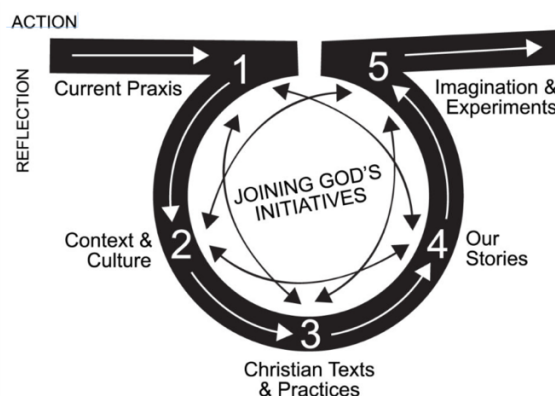 ACTION
REFLECTION
1
Current Praxis
5
Imagination &
Experiments
JOINING GOD'S
INITIATIVES
2
Context &
Culture
4
Our
Stories
3
Christian Texts
& Practices